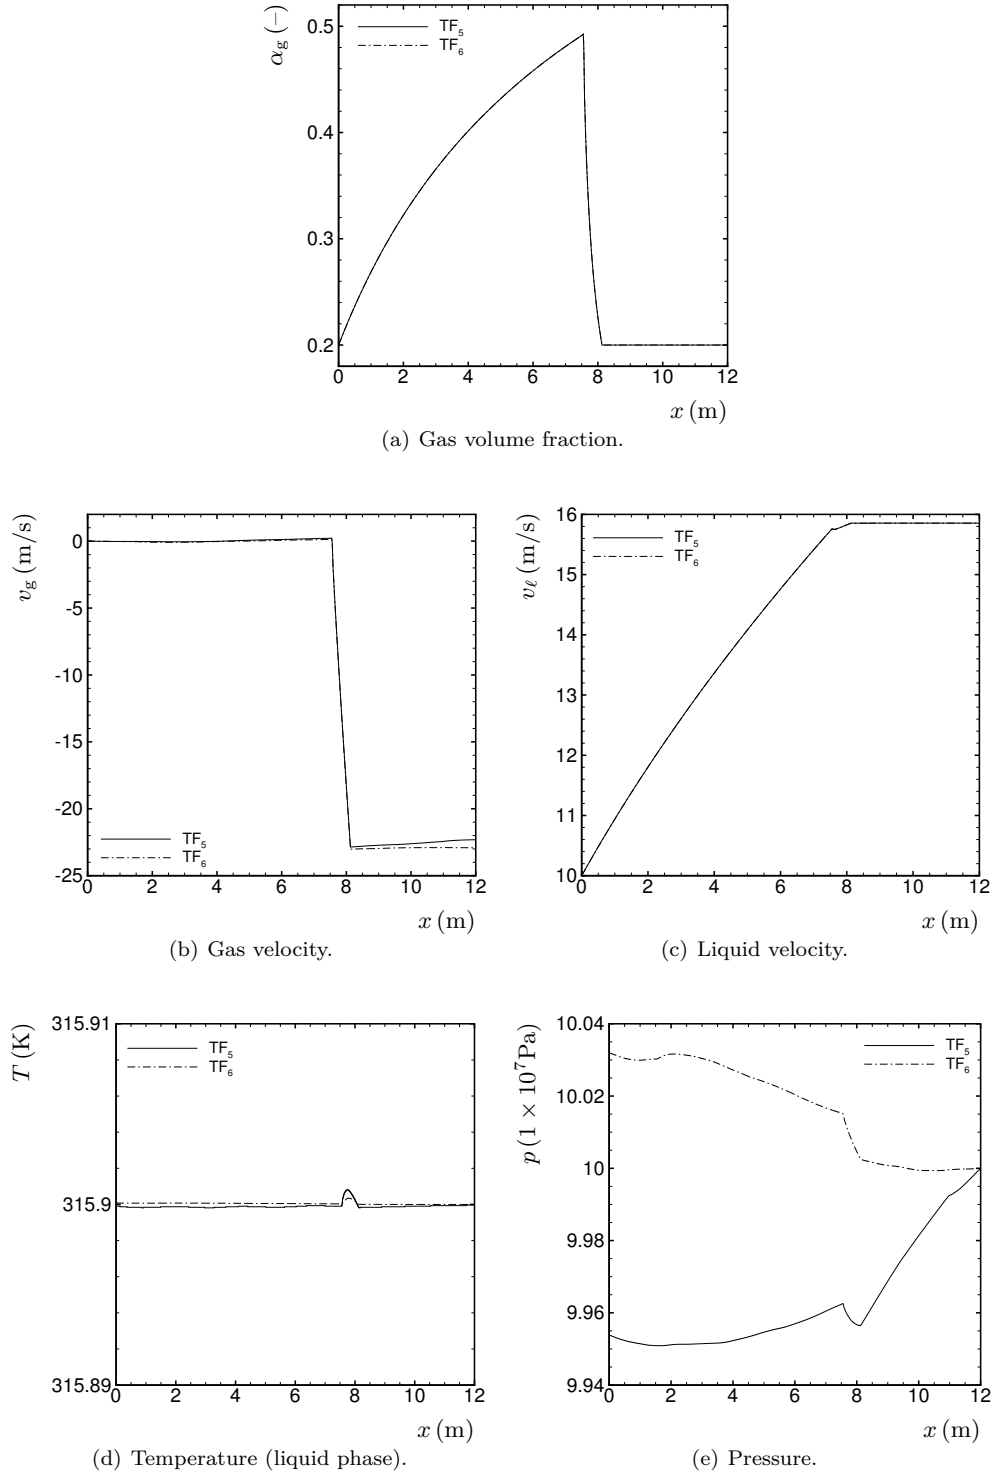 α_g (–)
0.5
0.4
0.3
0.2
TF₅
TF₆
0 2 4 6 8 10 12
x (m)
(a) Gas volume fraction.
v_g (m/s)
0
-5
-10
-15
-20
-25
TF₅
TF₆
0 2 4 6 8 10 12
x (m)
(b) Gas velocity.
v_ℓ (m/s)
16
15
14
13
12
11
10
TF₅
TF₆
0 2 4 6 8 10 12
x (m)
(c) Liquid velocity.
T (K)
315.91
315.9
315.89
TF₅
TF₆
0 2 4 6 8 10 12
x (m)
(d) Temperature (liquid phase).
p (1 × 10⁷Pa)
10.04
10.02
10
9.98
9.96
9.94
TF₅
TF₆
0 2 4 6 8 10 12
x (m)
(e) Pressure.